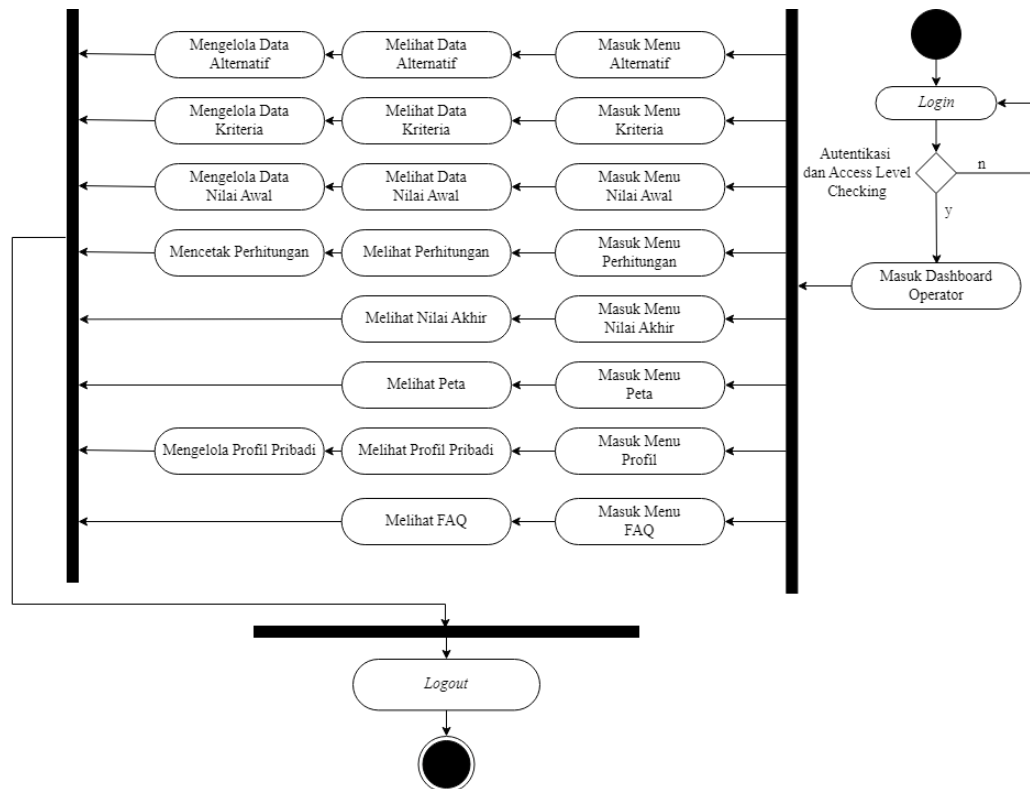 Mengelola Data
Alternatif
Melihat Data
Alternatif
Masuk Menu
Alternatif
Mengelola Data
Kriteria
Melihat Data
Kriteria
Masuk Menu
Kriteria
Mengelola Data
Nilai Awal
Melihat Data
Nilai Awal
Masuk Menu
Nilai Awal
Mencetak Perhitungan
Melihat Perhitungan
Masuk Menu
Perhitungan
Melihat Nilai Akhir
Masuk Menu
Nilai Akhir
Melihat Peta
Masuk Menu
Peta
Mengelola Profil Pribadi
Melihat Profil Pribadi
Masuk Menu
Profil
Melihat FAQ
Masuk Menu
FAQ
Login
Autentikasi
dan Access Level
Checking
n
y
Masuk Dashboard
Operator
Logout